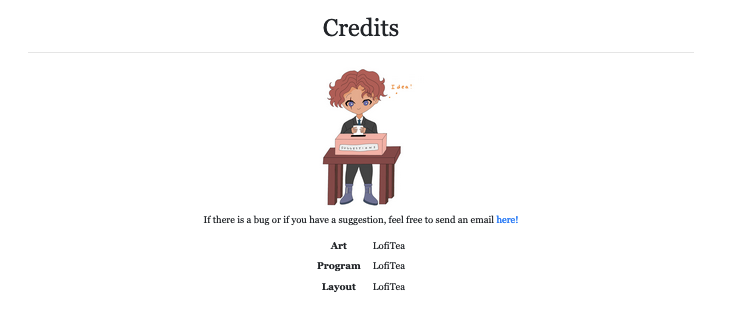 Credits
Idea!
SUGGESTIONS
If there is a bug or if you have a suggestion, feel free to send an email here!
Art LofiTea
Program LofiTea
Layout LofiTea